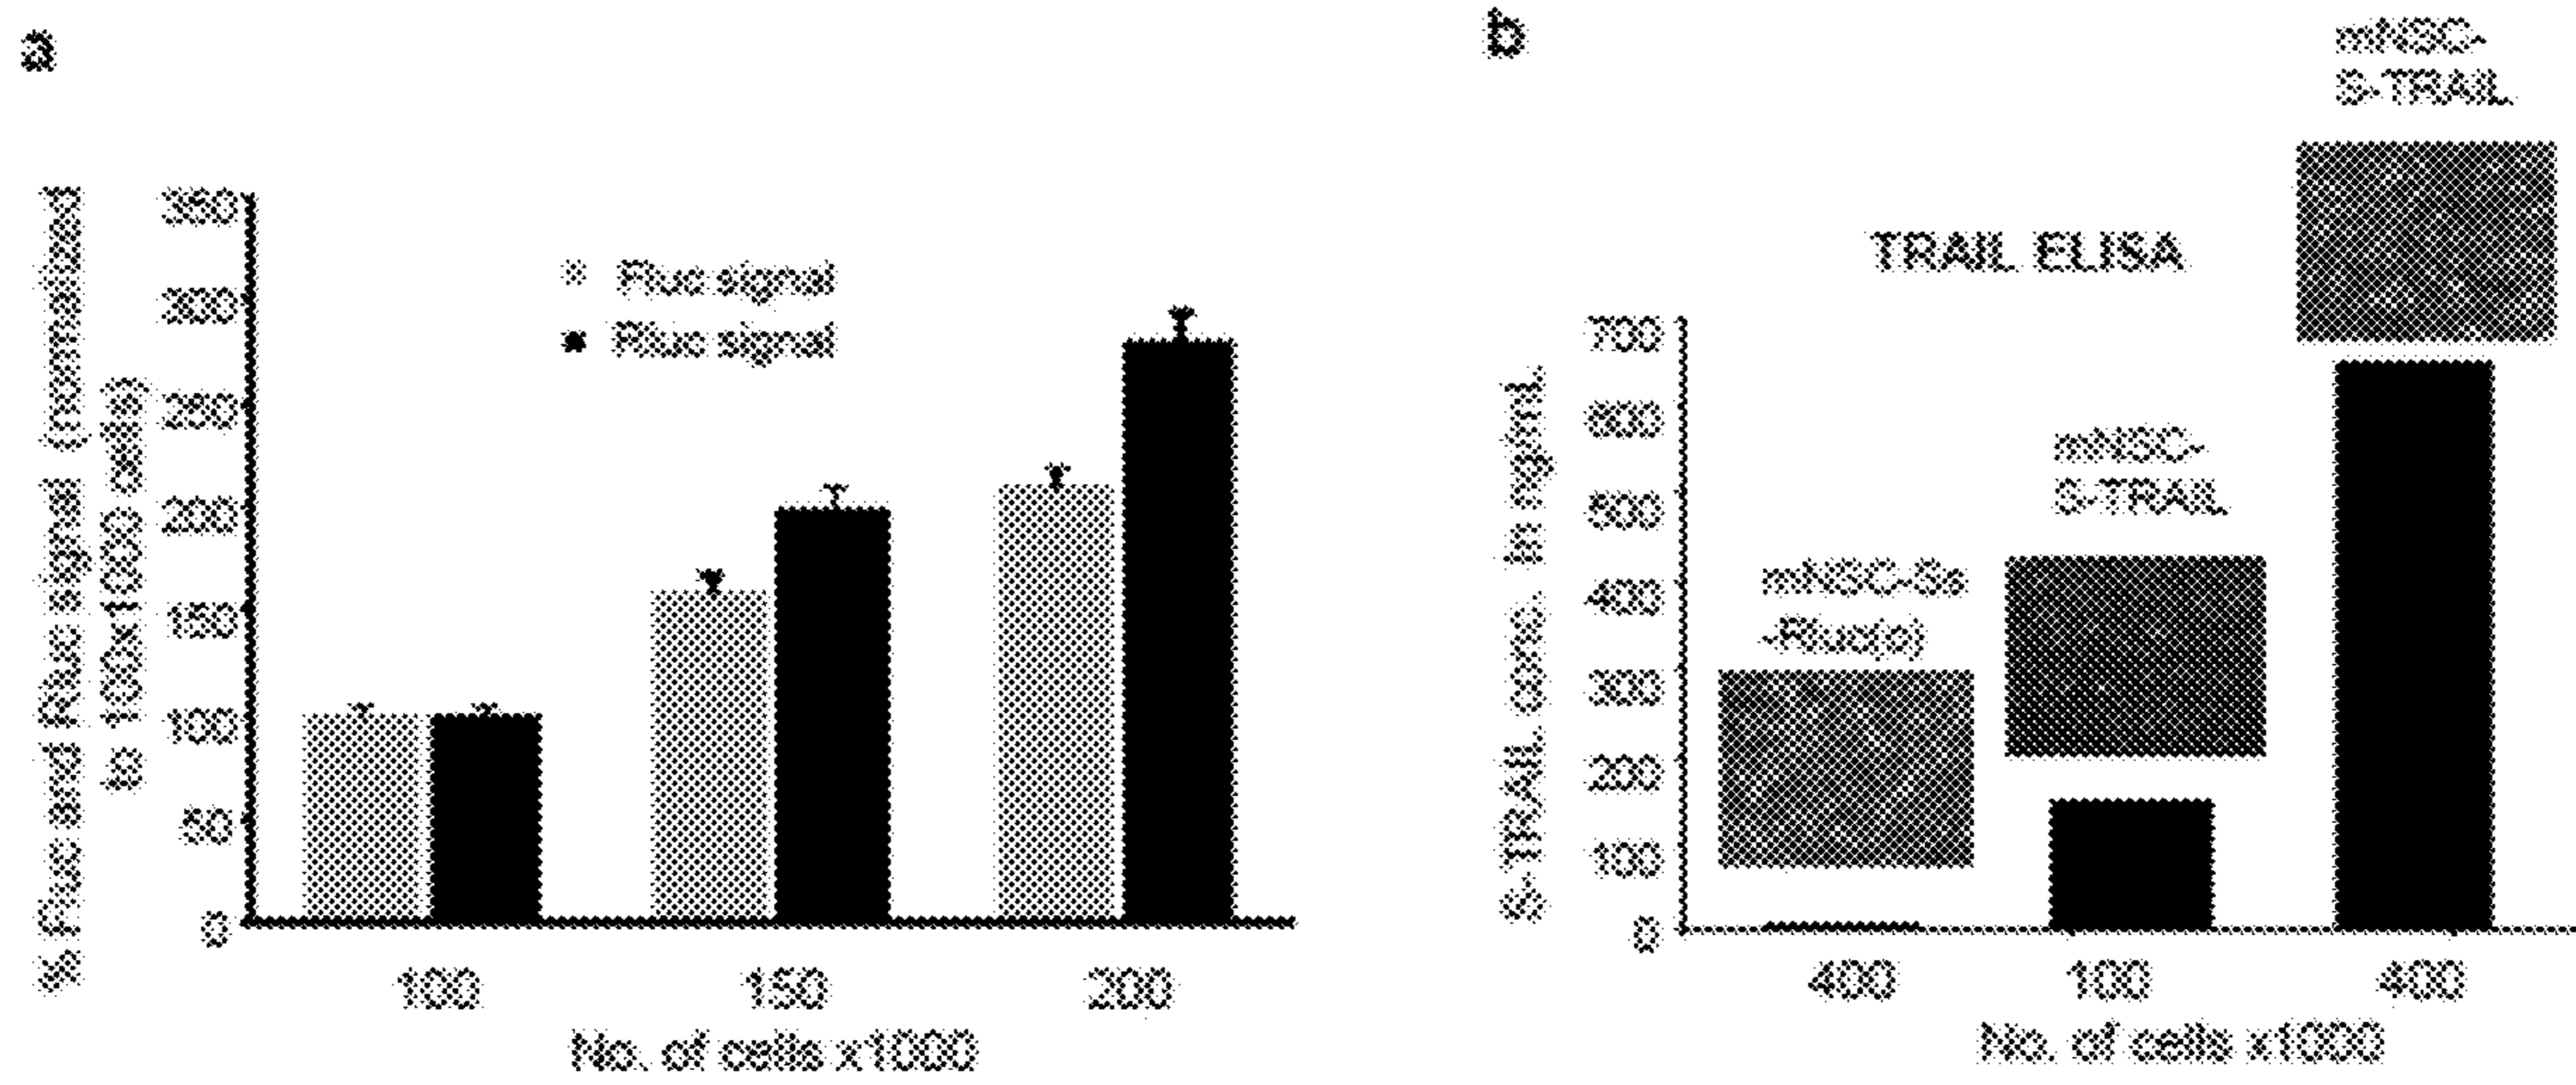 a
% Fluc and Rluc signal (normalized
to 100x1000 cells)
350
300
250
200
150
100
50
0
Fluc signal
Rluc signal
100 150 200
No. of cells x1000
b
TRAIL ELISA
S-TRAIL conc. in ng/mL
700
600
500
400
300
200
100
0
mNSC-Ss
-Rluc(o)
mNSC-
S-TRAIL
mNSC-
S-TRAIL
400 100 400
No. of cells x1000